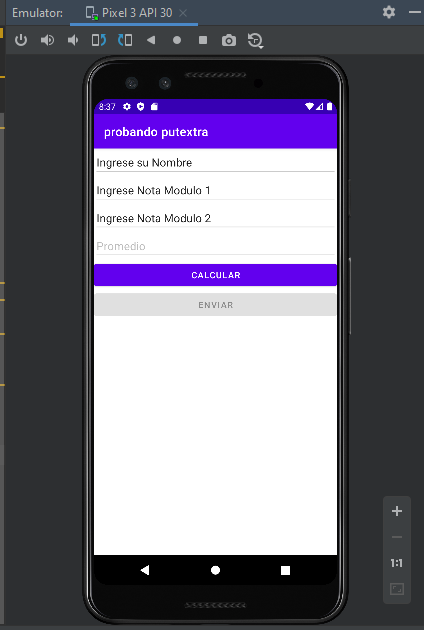 Emulator: Pixel 3 API 30
8:37
probando putextra
Ingrese su Nombre
Ingrese Nota Modulo 1
Ingrese Nota Modulo 2
Promedio
CALCULAR
ENVIAR
1:1